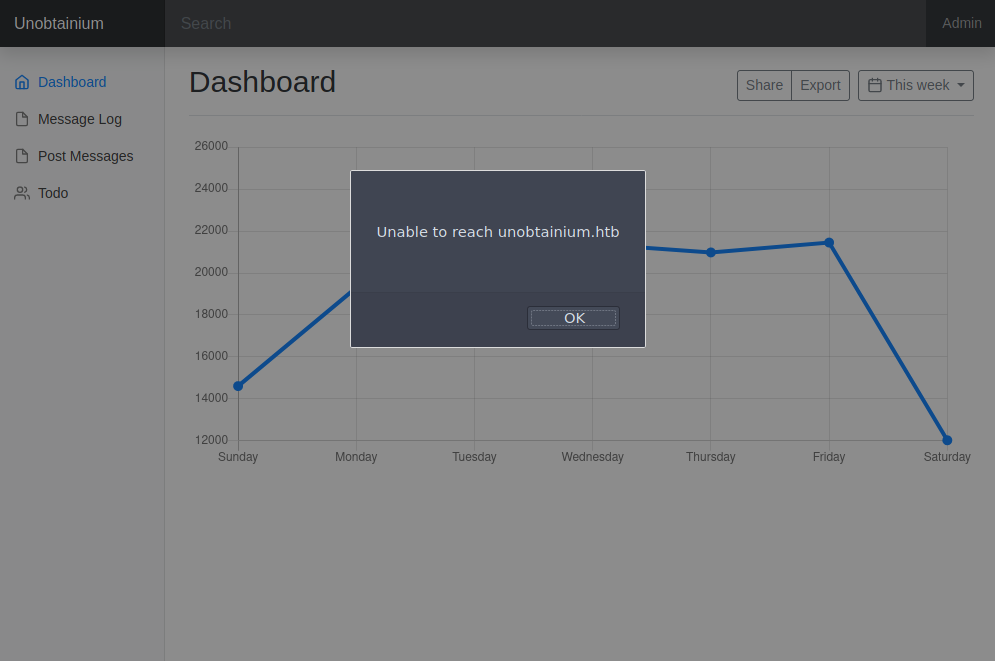 Unobtainium
Search
Admin
Dashboard
Message Log
Post Messages
Todo
Dashboard
Share
Export
This week
26000
24000
22000
20000
18000
16000
14000
12000
Sunday
Monday
Tuesday
Wednesday
Thursday
Friday
Saturday
Unable to reach unobtainium.htb
OK